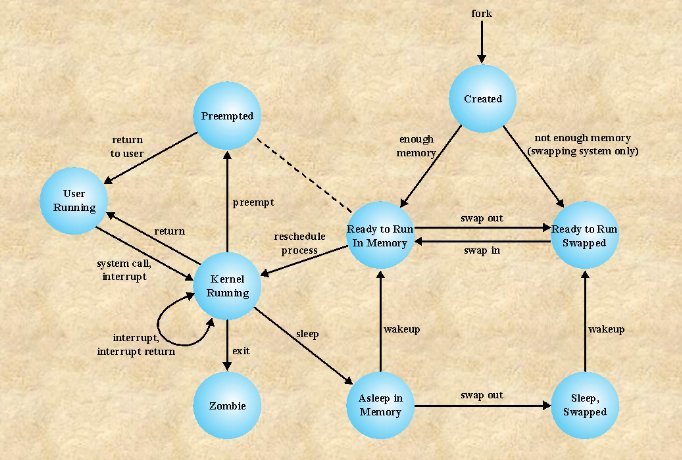 fork
Created
Preempted
enough
memory
not enough memory
(swapping system only)
return
to user
User
Running
preempt
return
Ready to Run
In Memory
swap out
swap in
Ready to Run
Swapped
reschedule
process
system call,
interrupt
Kernel
Running
interrupt,
interrupt return
sleep
wakeup
wakeup
exit
Zombie
Asleep in
Memory
swap out
Sleep,
Swapped